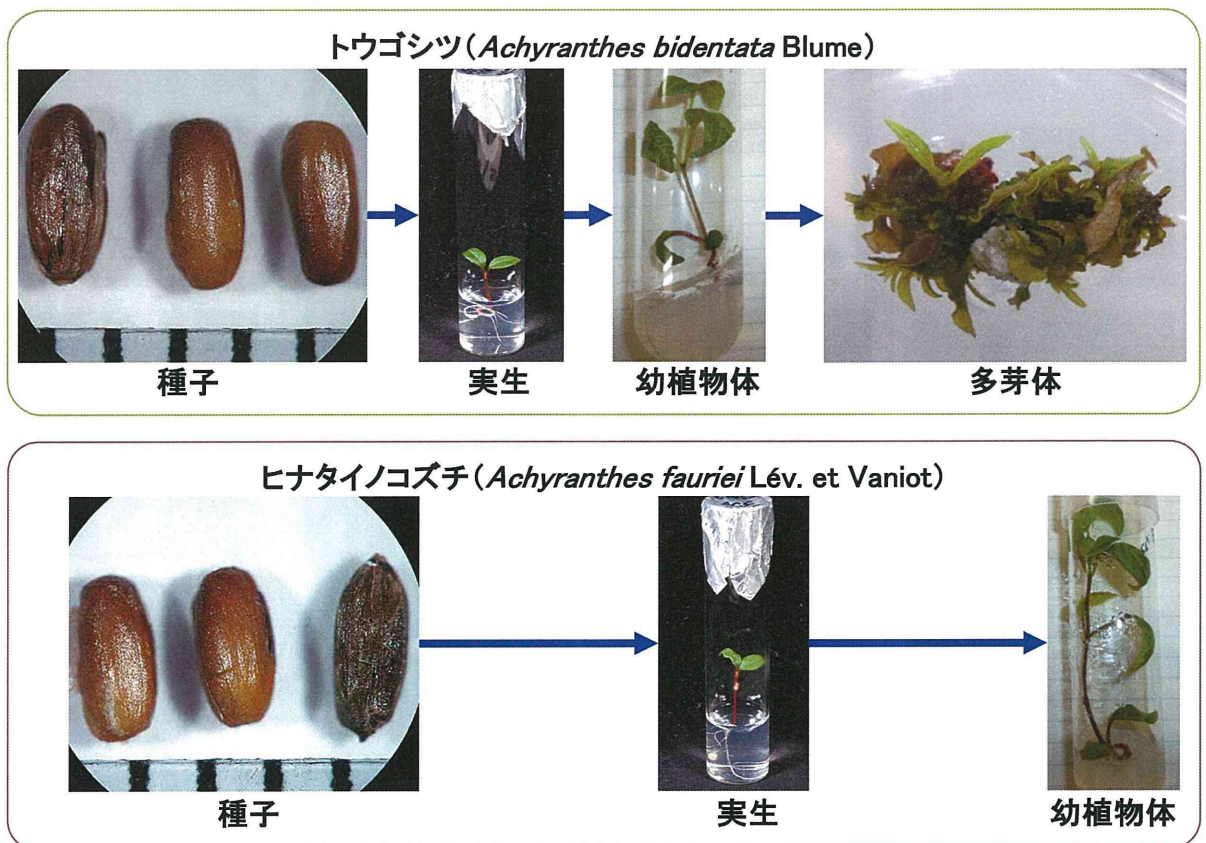 トウゴシツ(Achyranthes bidentata Blume)
種子
実生
幼植物体
多芽体
ヒナタイノコズチ(Achyranthes fauriei Lév. et Vaniot)
種子
実生
幼植物体